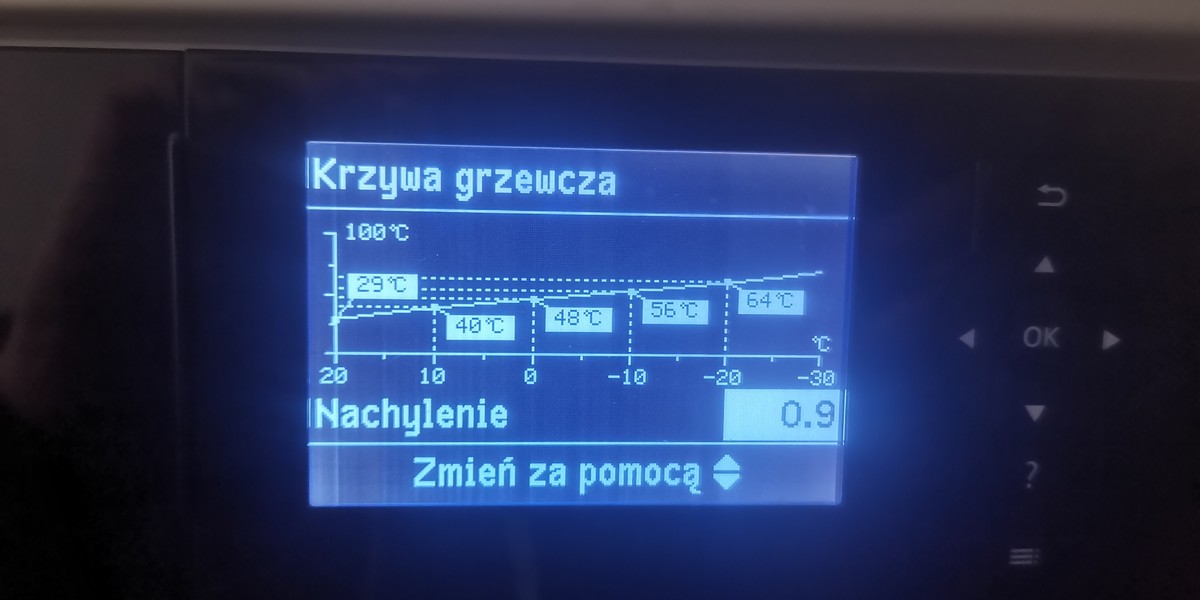 Krzywa grzewcza
100°C
29°C
40°C
48°C
56°C
64°C
°C
20 10 0 -10 -20 -30
Nachylenie 0.9
Zmień za pomocą
OK
?